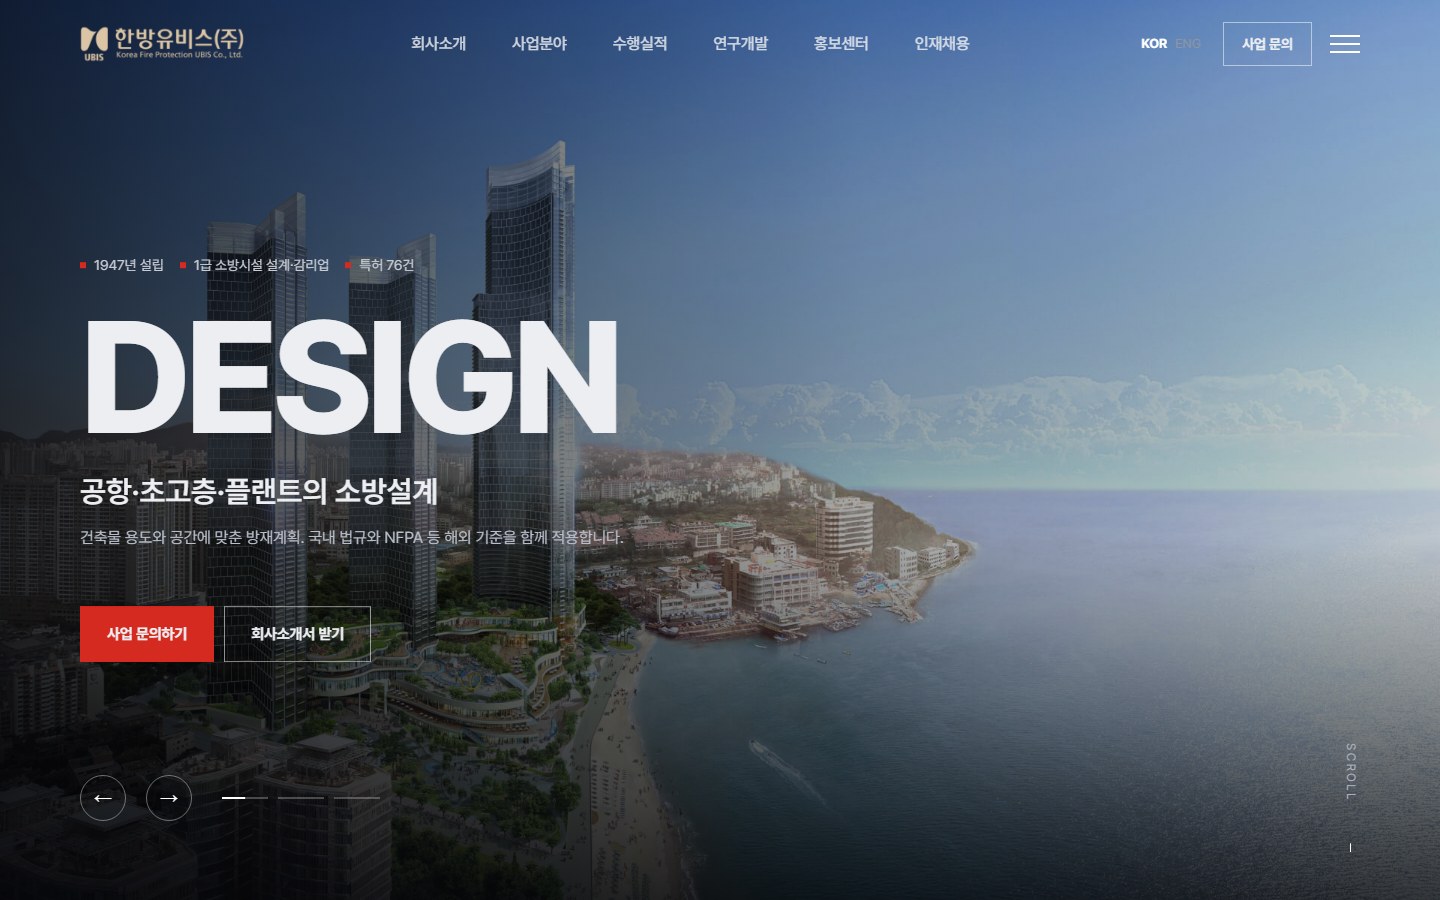 한방유비스(주)
UBIS Korea Fire Protection UBIS Co., Ltd.
회사소개 사업분야 수행실적 연구개발 홍보센터 인재채용
KOR ENG 사업 문의
1947년 설립 1급 소방시설 설계·감리업 특허 76건
DESIGN
공항·초고층·플랜트의 소방설계
건축물 용도와 공간에 맞춘 방재계획. 국내 법규와 NFPA 등 해외 기준을 함께 적용합니다.
사업 문의하기 회사소개서 받기
SCROLL